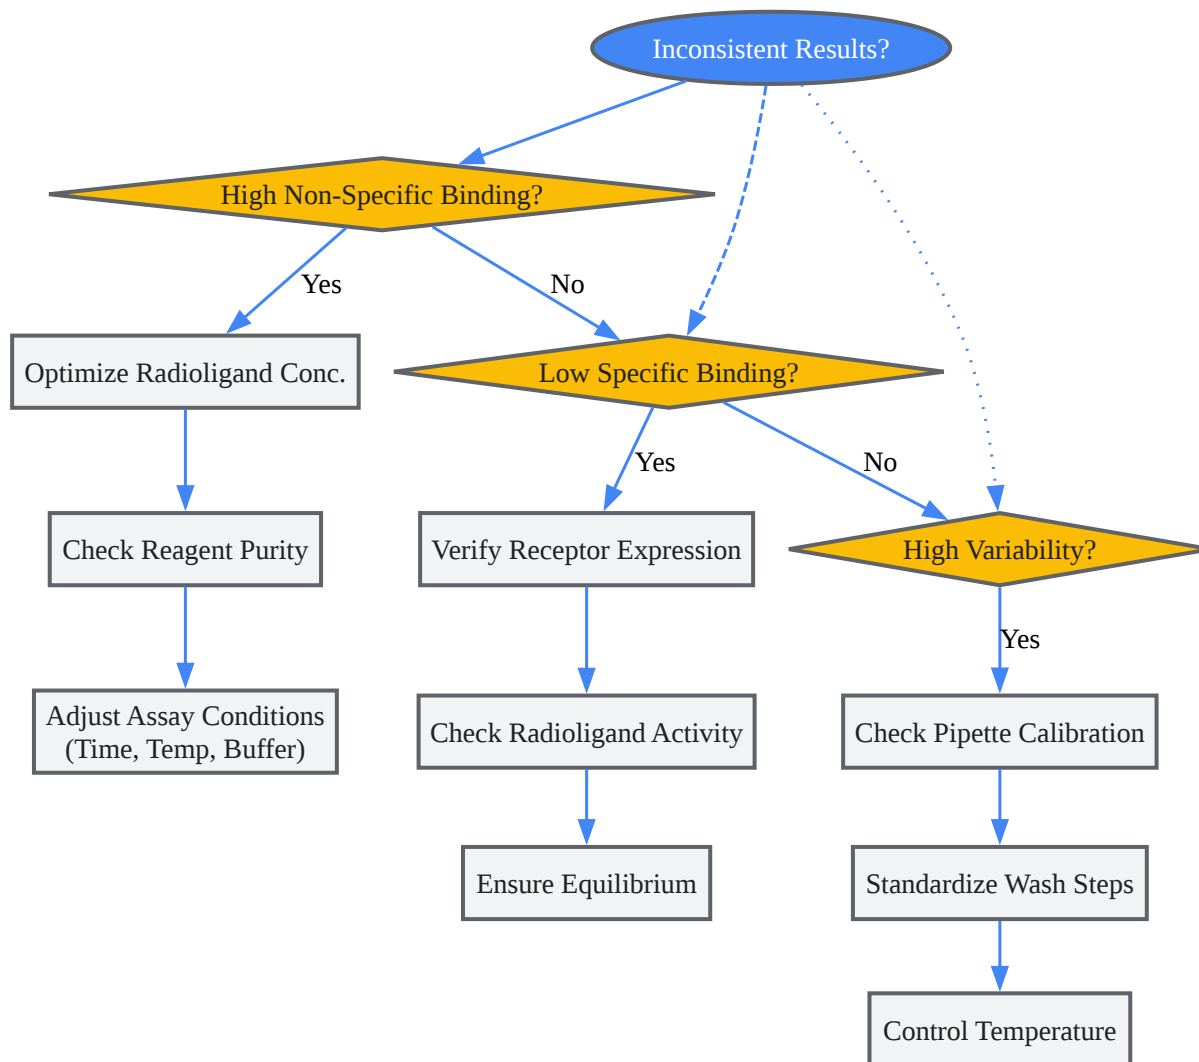 Inconsistent Results?
High Non-Specific Binding?
Yes
No
Optimize Radioligand Conc.
Low Specific Binding?
Yes
No
Check Reagent Purity
Verify Receptor Expression
High Variability?
Yes
Adjust Assay Conditions
(Time, Temp, Buffer)
Check Radioligand Activity
Check Pipette Calibration
Ensure Equilibrium
Standardize Wash Steps
Control Temperature